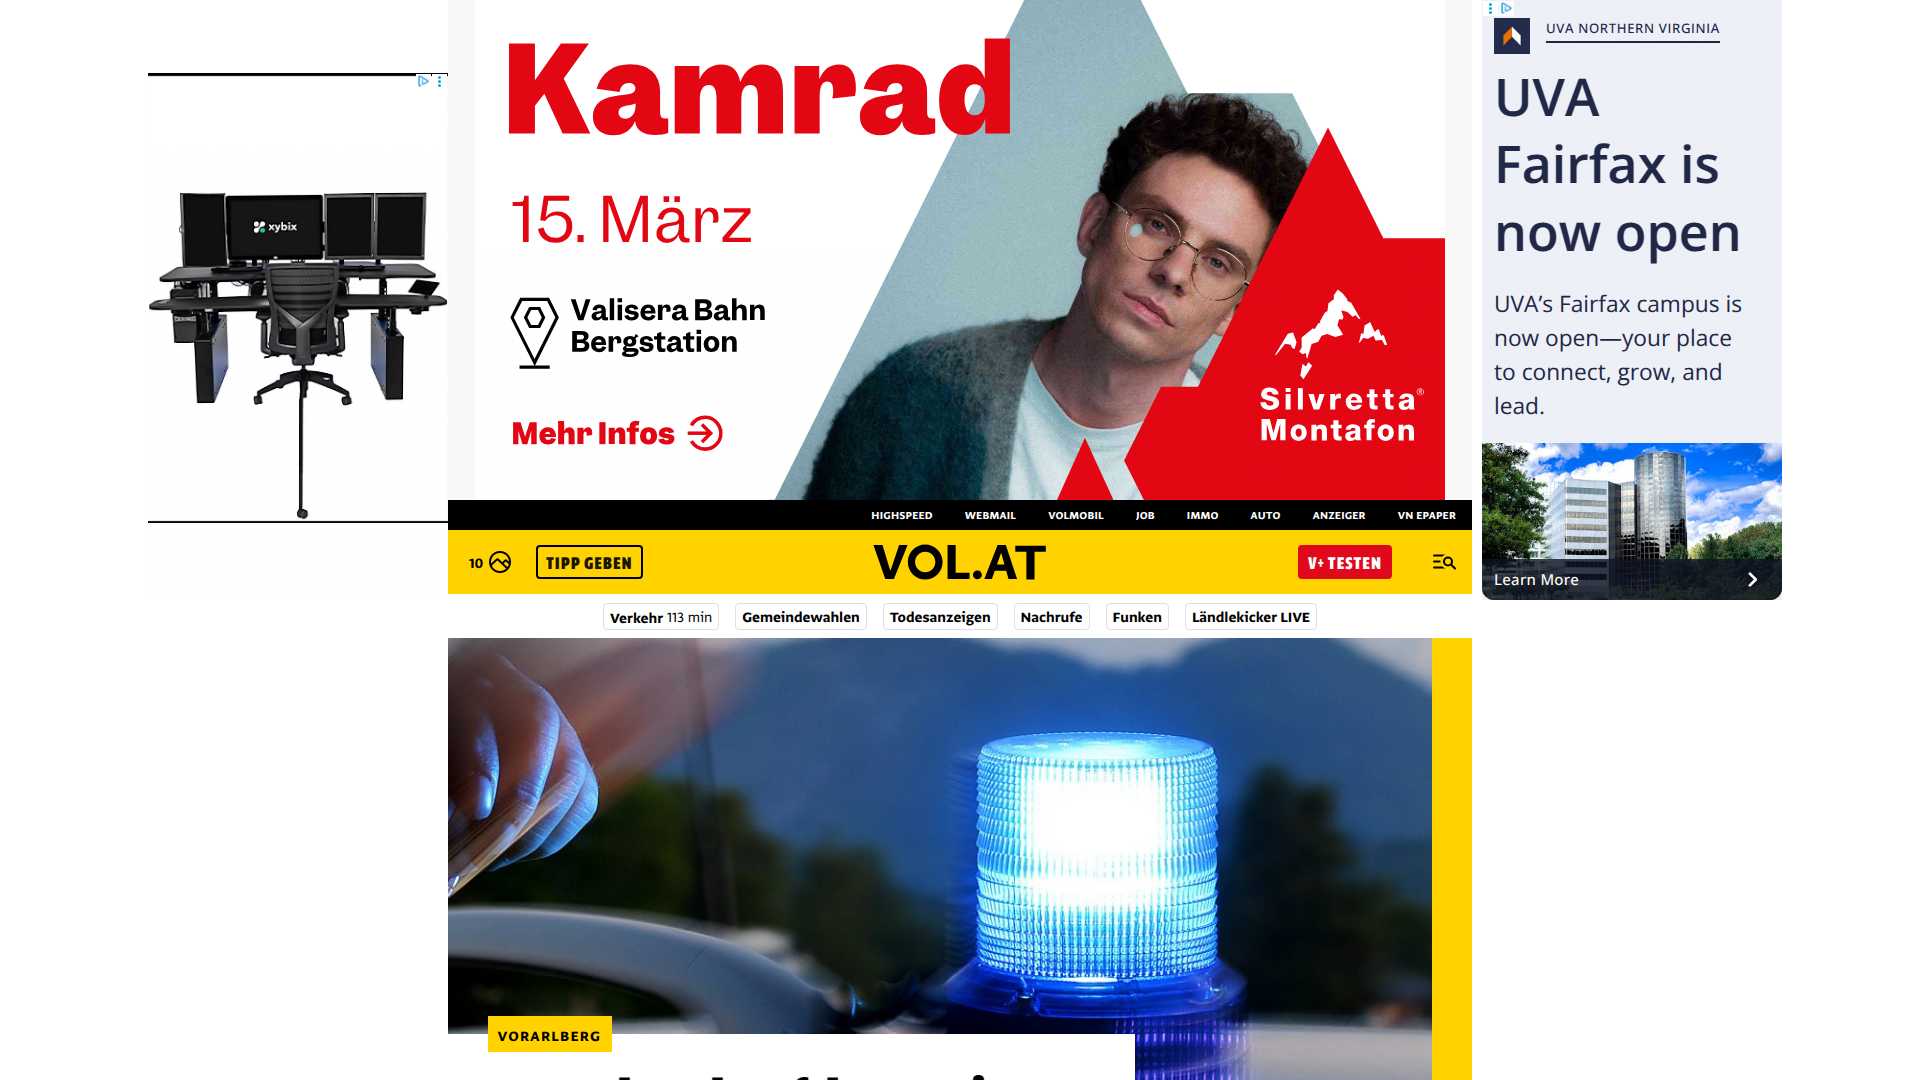 Kamrad
15. März
Valisera Bahn
Bergstation
Mehr Infos
Silvretta®
Montafon
xybix
UVA NORTHERN VIRGINIA
UVA
Fairfax is
now open
UVA’s Fairfax campus is
now open—your place
to connect, grow, and
lead.
Learn More
HIGHSPEED WEBMAIL VOLMOBIL JOB IMMO AUTO ANZEIGER VN EPAPER
10 TIPP GEBEN VOL.AT V+ TESTEN
Verkehr 113 min Gemeindewahlen Todesanzeigen Nachrufe Funken Ländlekicker LIVE
VORARLBERG